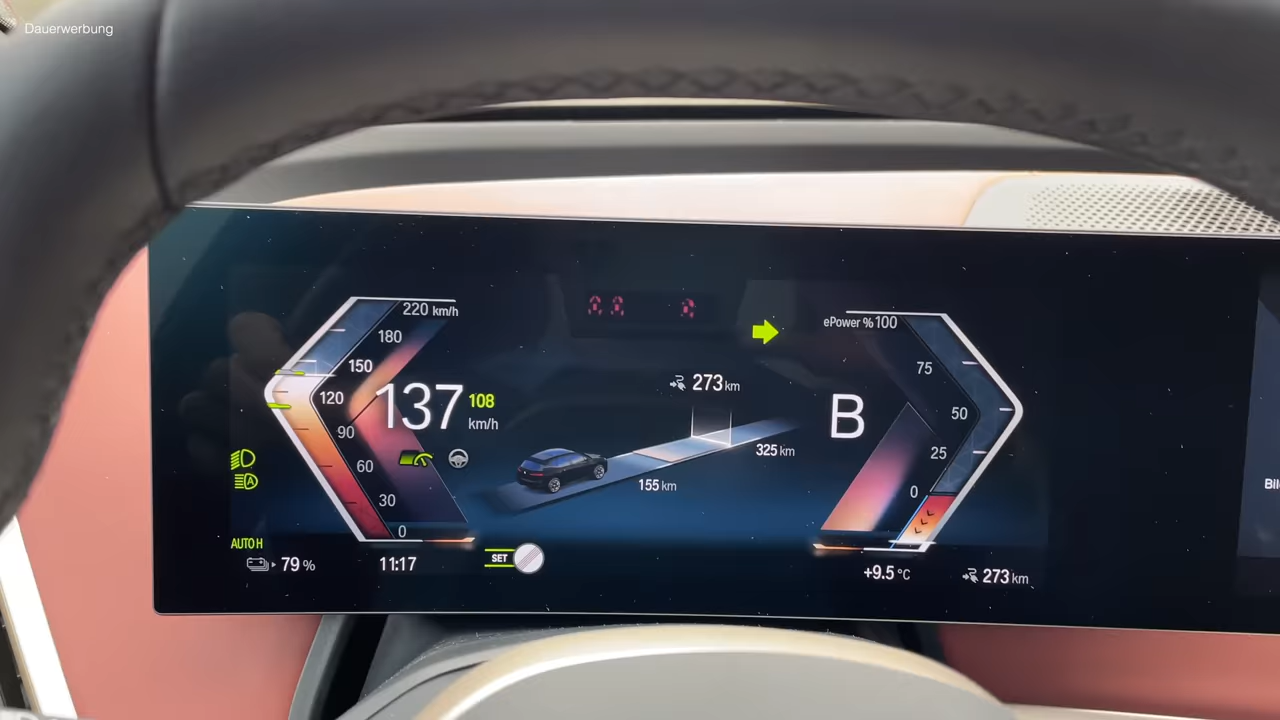 Dauerwerbung
220 km/h
180
150
120
90
60
30
0
137
108
km/h
273 km
325 km
155 km
B
ePower % 100
75
50
25
0
A
AUTO H
79 %
11:17
SET
+9.5 °C
273 km